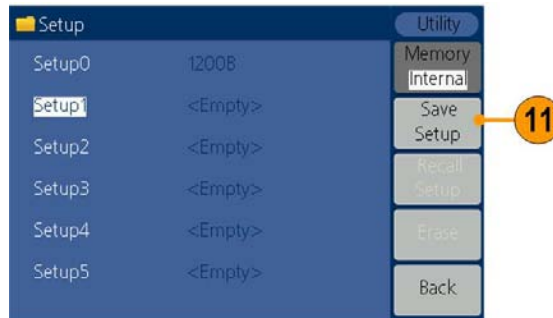 Setup
Utility
Setup0 1200B
Memory
Internal
Setup1 <Empty>
Save
Setup
11
Setup2 <Empty>
Recall
Setup
Setup3 <Empty>
Setup4 <Empty>
Erase
Setup5 <Empty>
Back